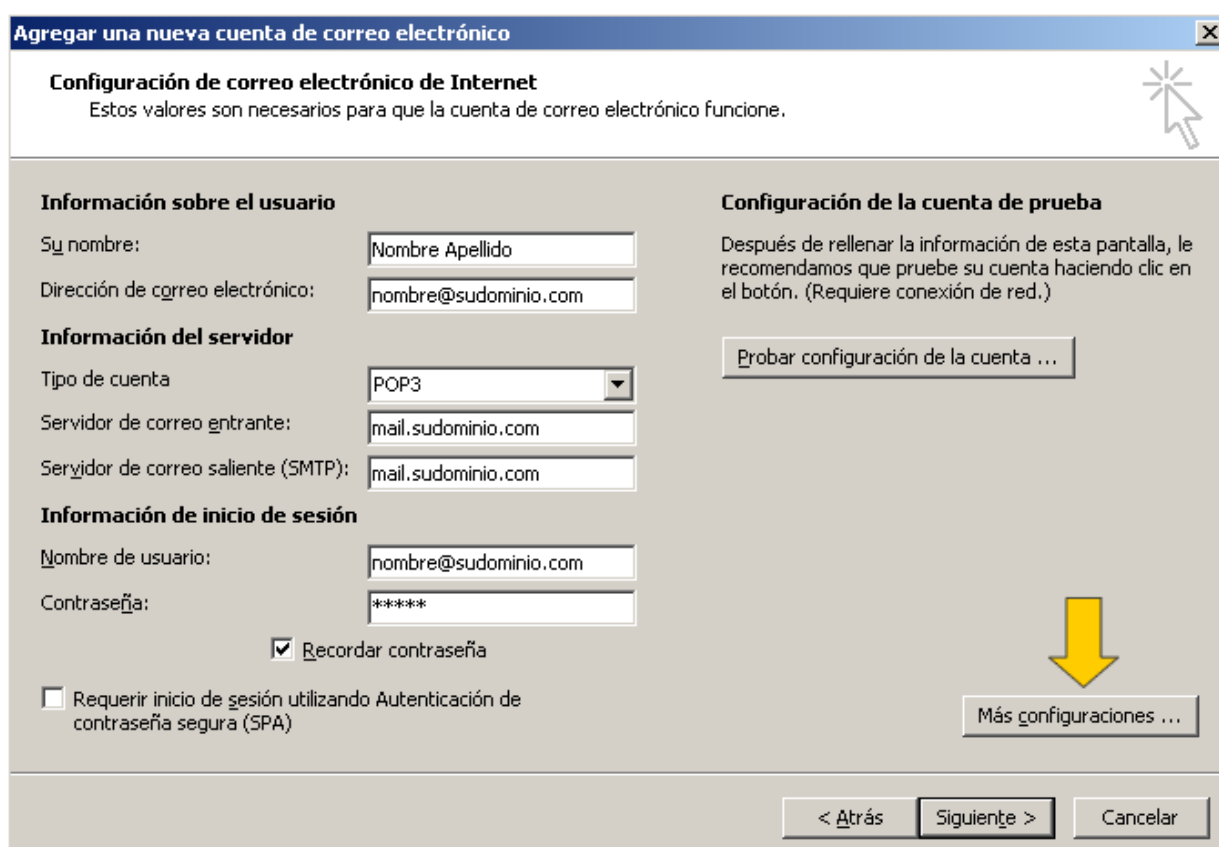 Agregar una nueva cuenta de correo electrónico
Configuración de correo electrónico de Internet
Estos valores son necesarios para que la cuenta de correo electrónico funcione.
Información sobre el usuario
Su nombre:
Nombre Apellido
Dirección de correo electrónico:
nombre@sudominio.com
Información del servidor
Tipo de cuenta
POP3
Servidor de correo entrante:
mail.sudominio.com
Servidor de correo saliente (SMTP):
mail.sudominio.com
Información de inicio de sesión
Nombre de usuario:
nombre@sudominio.com
Contraseña:
*****
Recordar contraseña
Requerir inicio de sesión utilizando Autenticación de
contraseña segura (SPA)
Configuración de la cuenta de prueba
Después de rellenar la información de esta pantalla, le
recomendamos que pruebe su cuenta haciendo clic en
el botón. (Requiere conexión de red.)
Probar configuración de la cuenta ...
Más configuraciones ...
< Atrás
Siguiente >
Cancelar